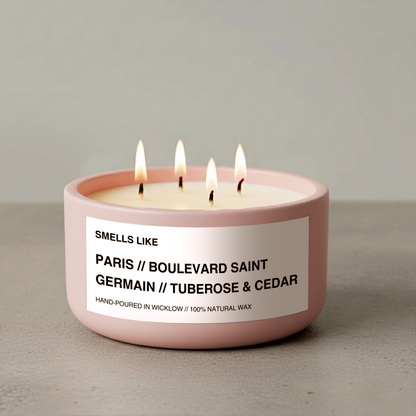 SMELLS LIKE
PARIS // BOULEVARD SAINT
GERMAIN // TUBEROSE & CEDAR
HAND-POURED IN WICKLOW // 100% NATURAL WAX